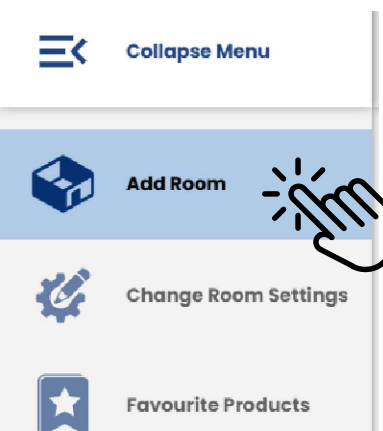 Collapse Menu
Add Room
Change Room Settings
Favourite Products